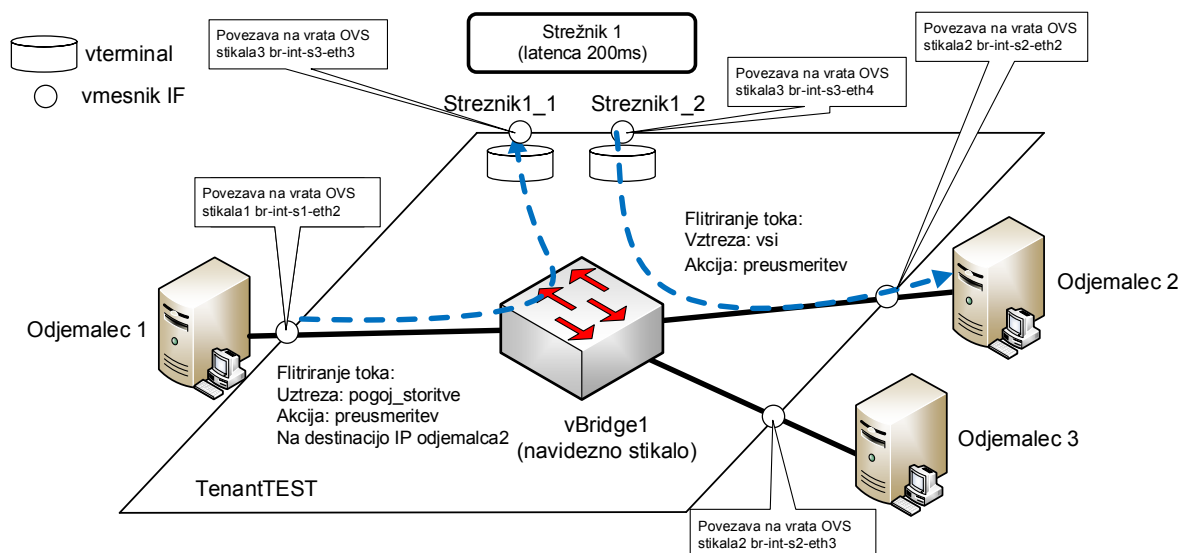 vterminal
vmesnik IF
Povezava na vrata OVS
stikala3 br-int-s3-eth3
Strežnik 1
(latenca 200ms)
Povezava na vrata OVS
stikala2 br-int-s2-eth2
Povezava na vrata OVS
stikala3 br-int-s3-eth4
Streznik1_1
Streznik1_2
Povezava na vrata OVS
stikala1 br-int-s1-eth2
Flitriranje toka:
Vztreza: vsi
Akcija: preusmeritev
Odjemalec 2
Odjemalec 1
Flitriranje toka:
Uztreza: pogoj_storitve
Akcija: preusmeritev
Na destinacijo IP odjemalca2
vBridge1
(navidezno stikalo)
Odjemalec 3
TenantTEST
Povezava na vrata OVS
stikala2 br-int-s2-eth3